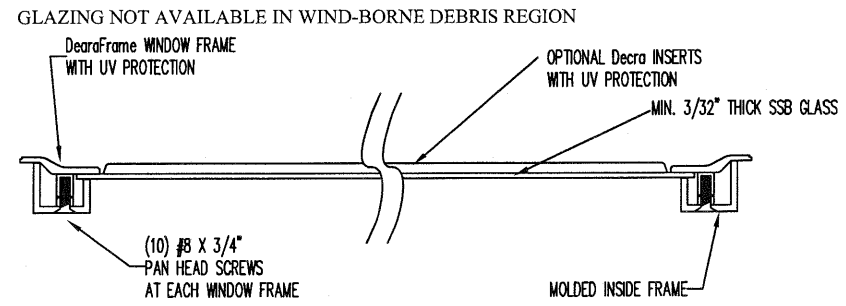 GLAZING NOT AVAILABLE IN WIND-BORNE DEBRIS REGION
DearaFrame WINDOW FRAME
WITH UV PROTECTION
OPTIONAL Decra INSERTS
WITH UV PROTECTION
MIN. 3/32" THICK SSB GLASS
(10) #8 X 3/4"
PAN HEAD SCREWS
AT EACH WINDOW FRAME
MOLDED INSIDE FRAME